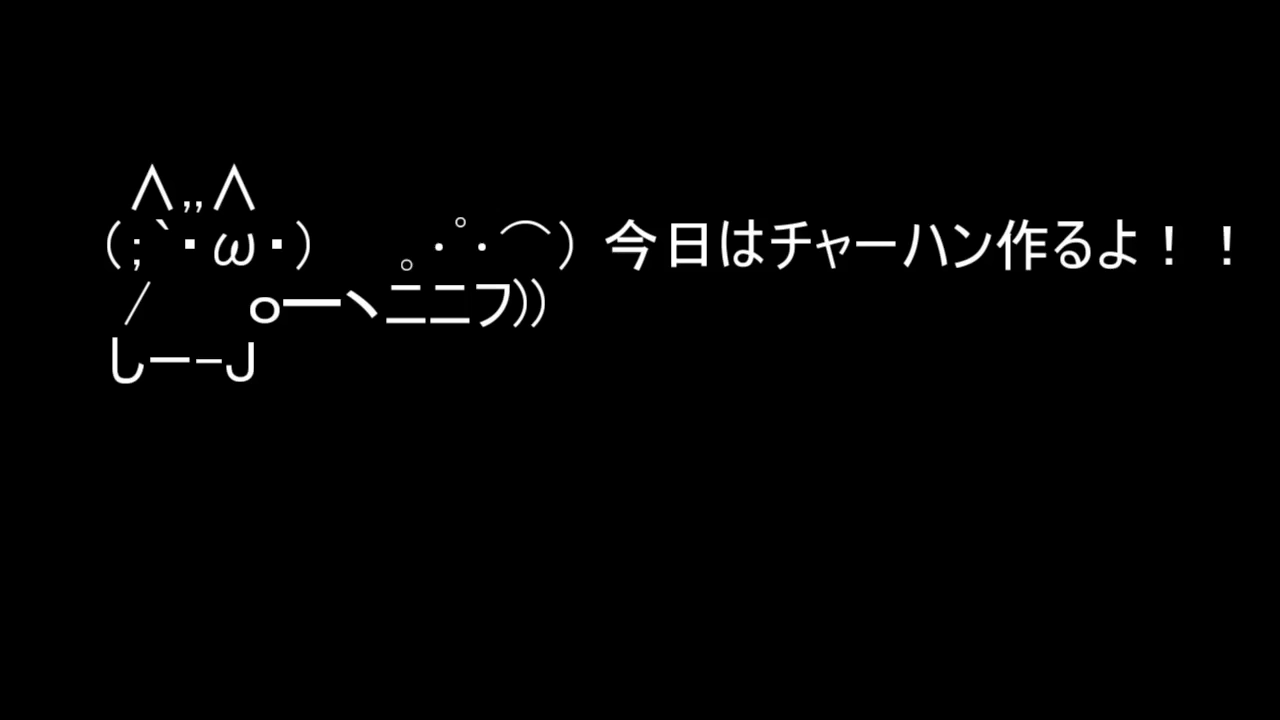 ∧,,∧
（;｀・ω・）　　｡･ﾟ･⌒）　今日はチャーハン作るよ！！
　/　　　ｏ━ヽニニフ))
　しー-Ｊ